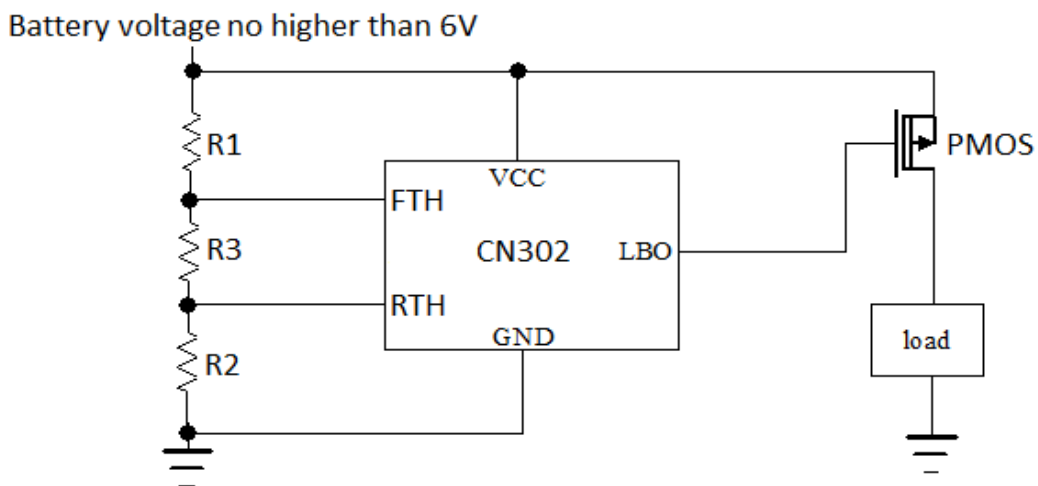 Battery voltage no higher than 6V
R1
PMOS
VCC
FTH
R3
CN302
LBO
RTH
GND
load
R2